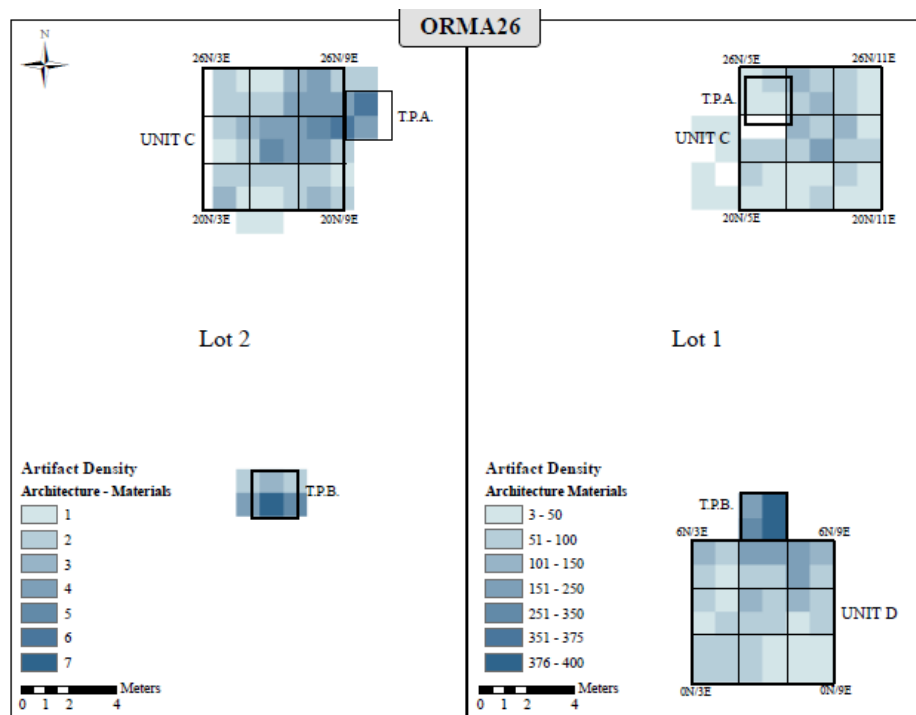 ORMA26
N
26N/3E 26N/9E
T.P.A.
UNIT C
20N/3E 20N/9E
Lot 2
T.P.B.
Artifact Density
Architecture - Materials
1
2
3
4
5
6
7
Meters
0 1 2 4
26N/5E 26N/11E
T.P.A.
UNIT C
20N/5E 20N/11E
Lot 1
T.P.B.
6N/3E 6N/9E
UNIT D
0N/3E 0N/9E
Artifact Density
Architecture Materials
3 - 50
51 - 100
101 - 150
151 - 250
251 - 350
351 - 375
376 - 400
Meters
0 1 2 4